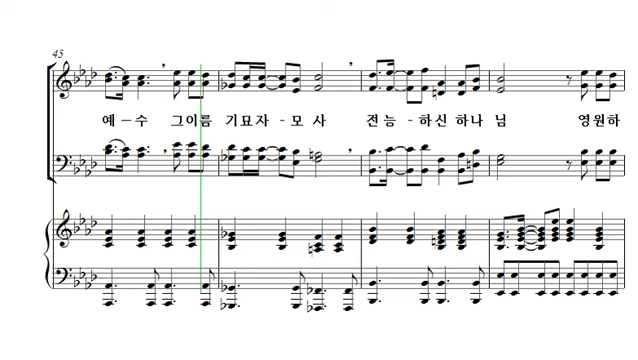 45
예 - 수 그이름 기묘자 - 모 사 전능 - 하신 하나 님 영원하